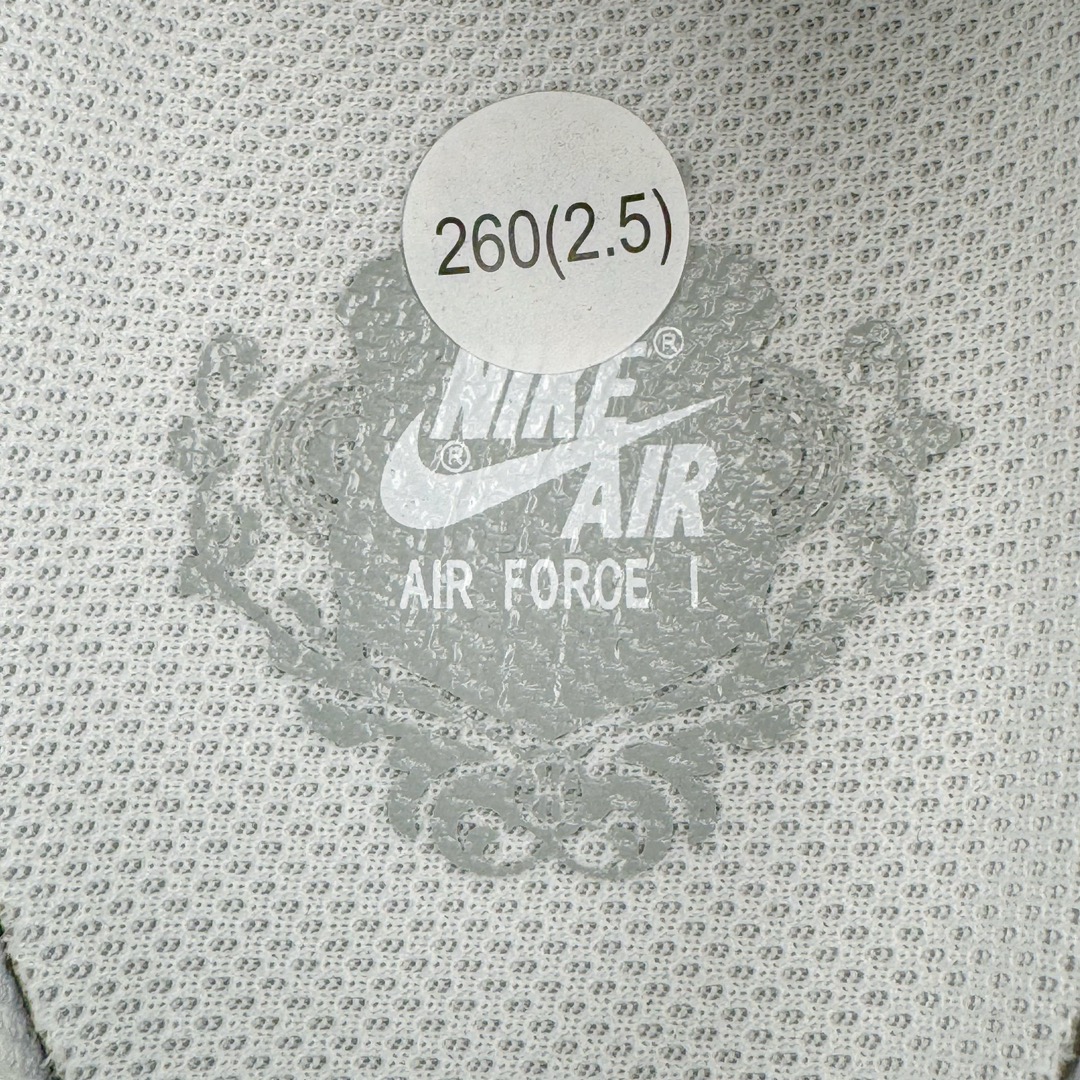 260(2.5)
NIKE®
®
AIR
AIR FORCE I